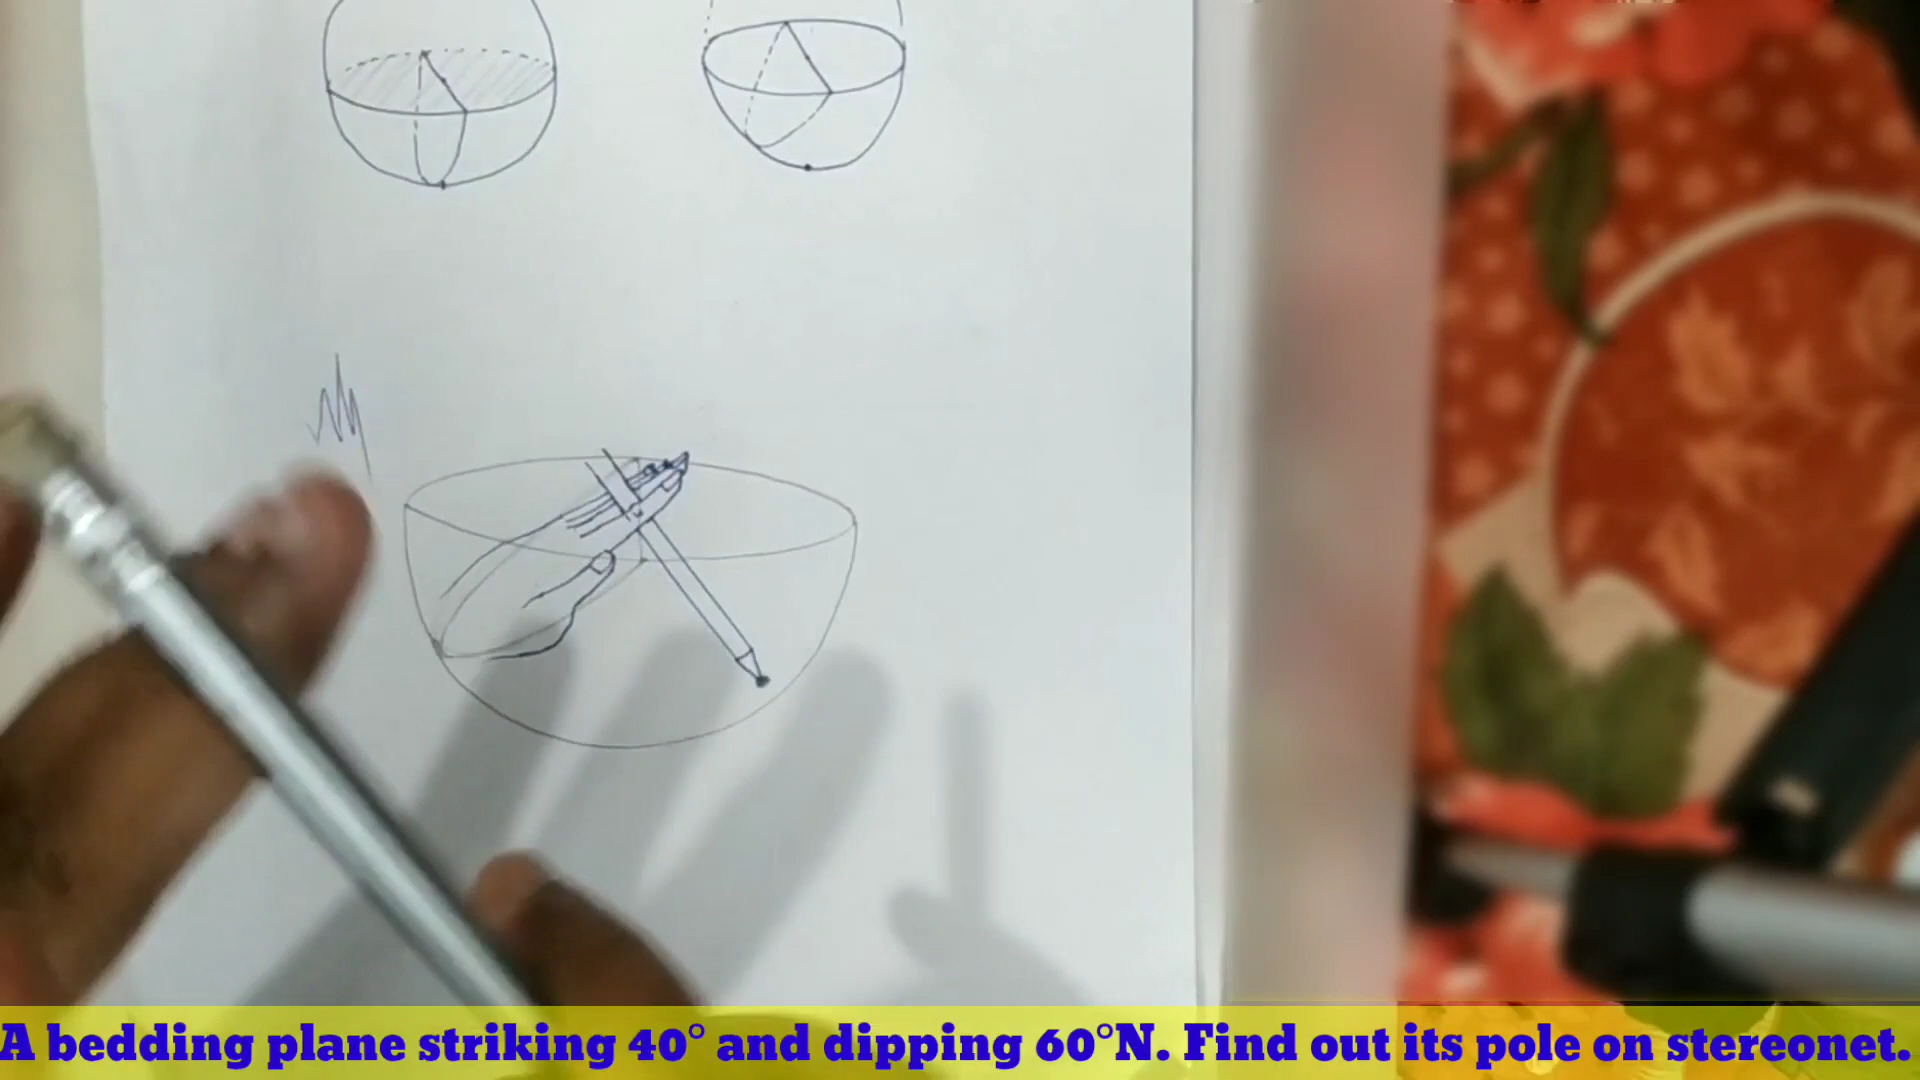 A bedding plane striking 40° and dipping 60°N. Find out its pole on stereonet.